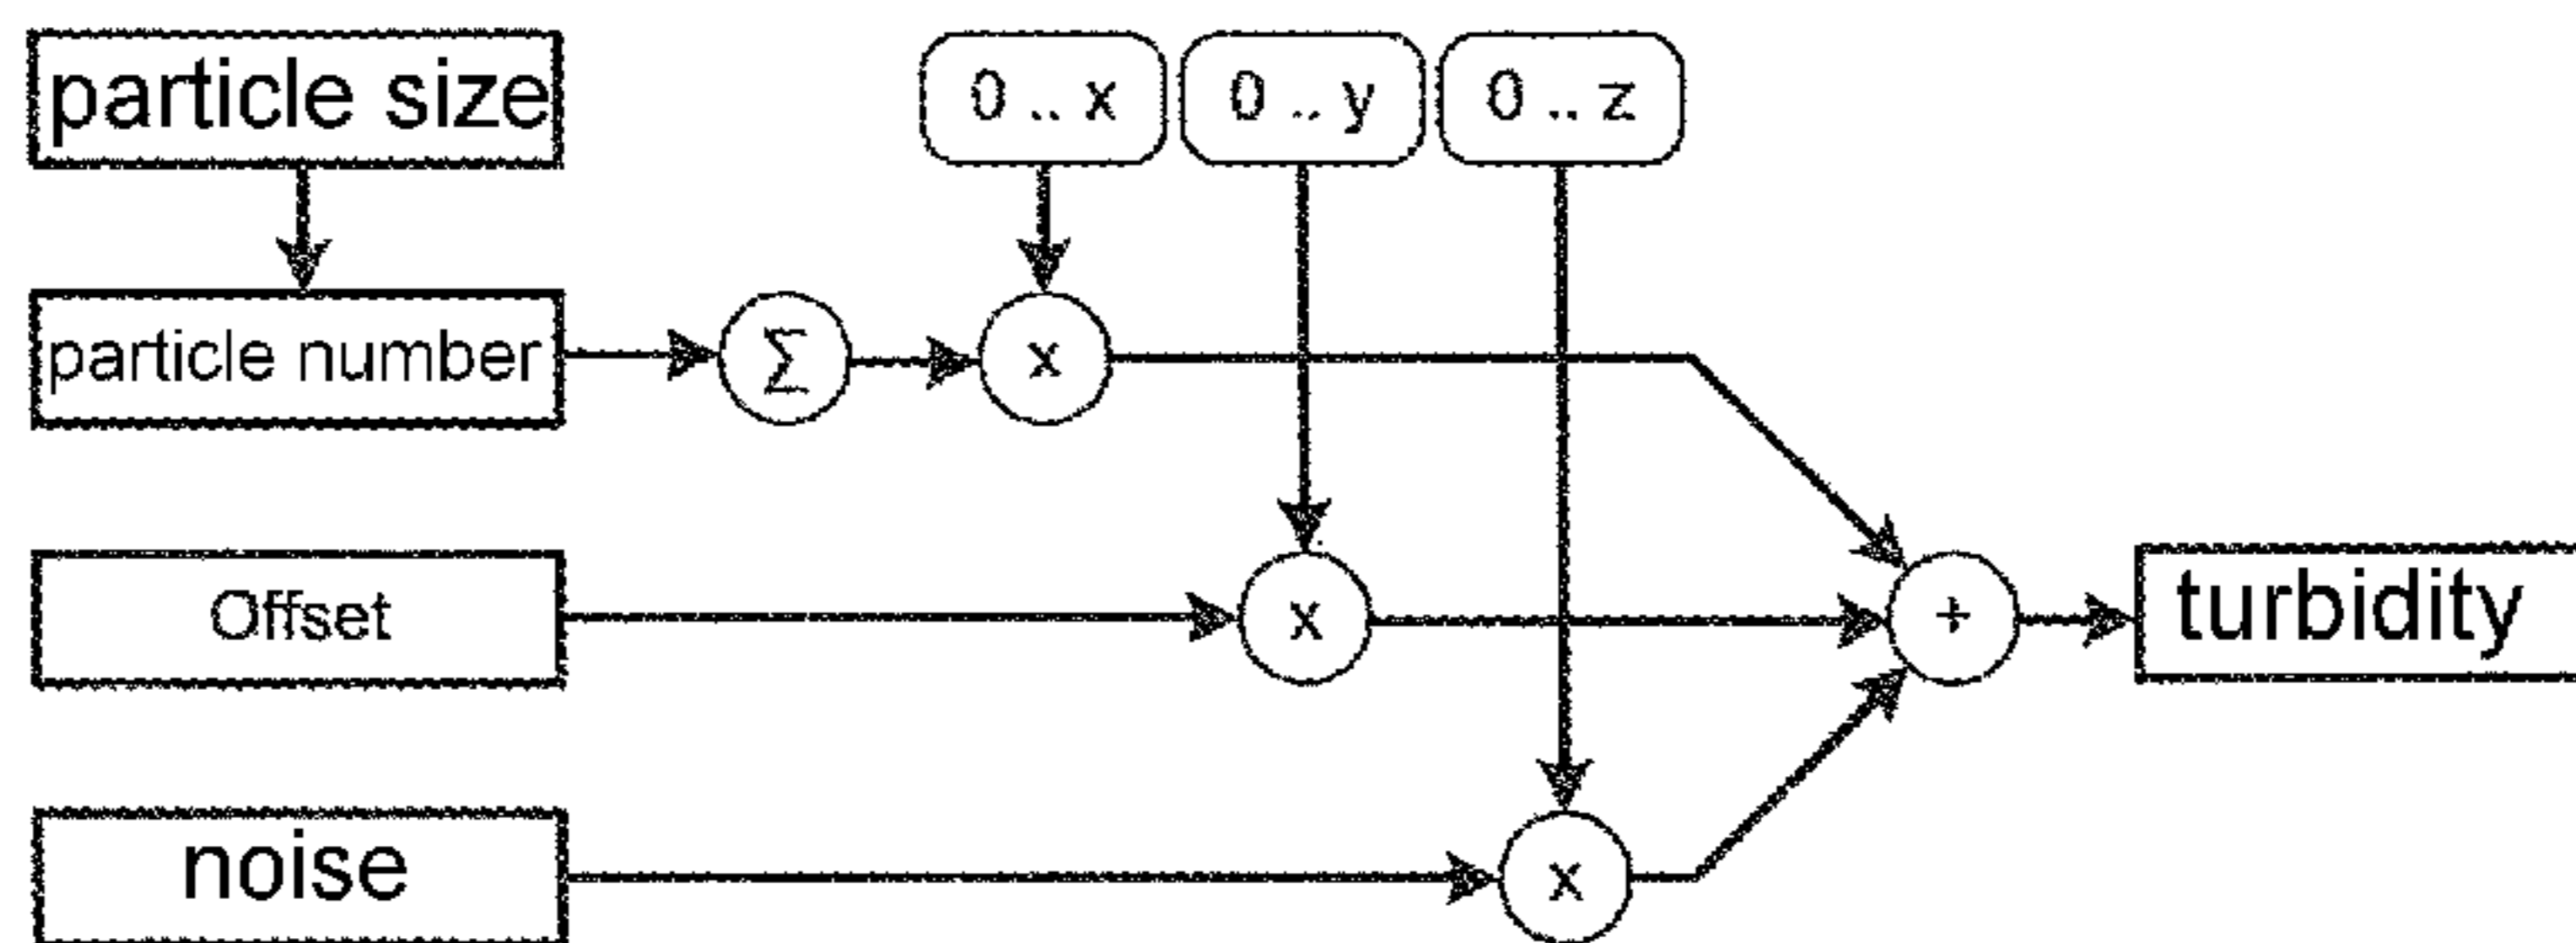 particle size
0 .. x
0 .. y
0 .. z
particle number
Σ
x
Offset
x
+
turbidity
noise
x